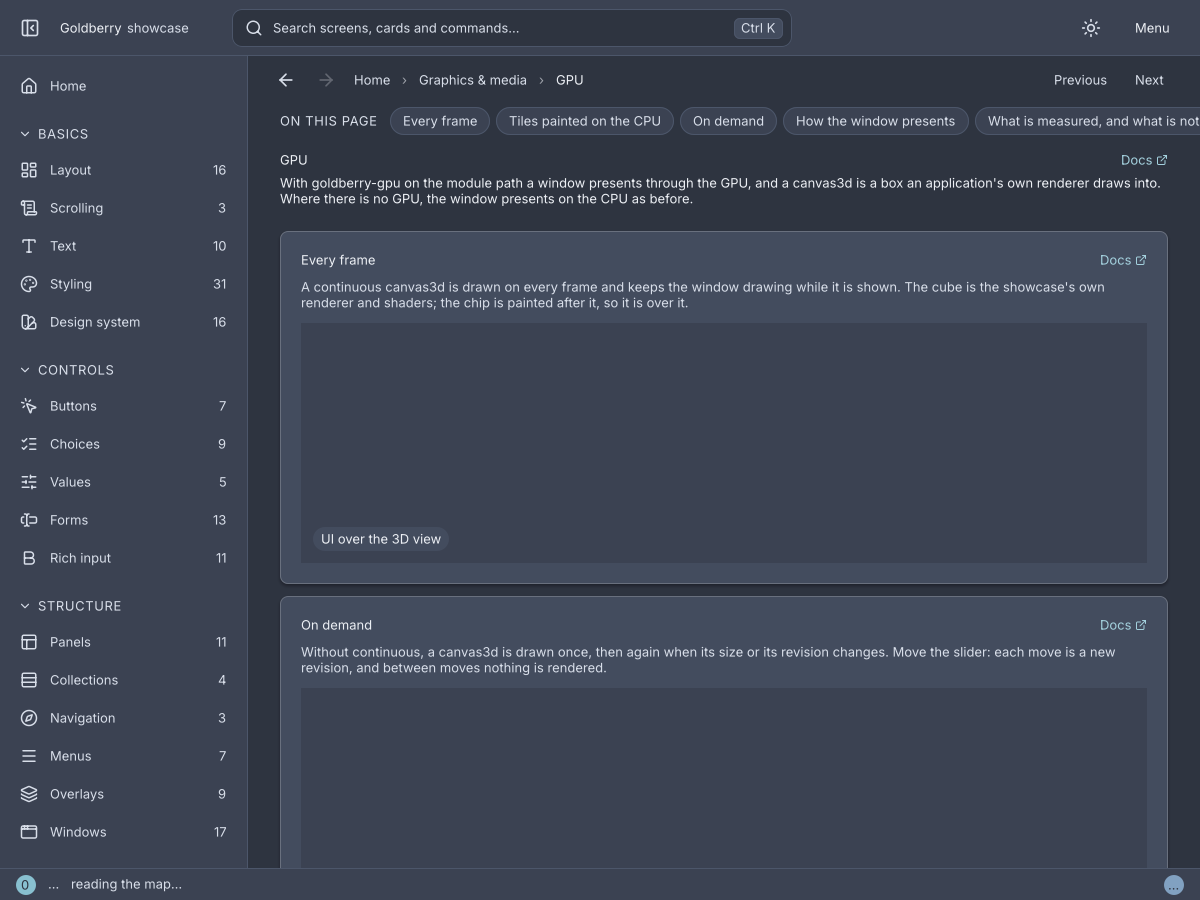 Goldberry showcase
Search screens, cards and commands...
Ctrl K
Menu
Home
BASICS
Layout 16
Scrolling 3
Text 10
Styling 31
Design system 16
CONTROLS
Buttons 7
Choices 9
Values 5
Forms 13
Rich input 11
STRUCTURE
Panels 11
Collections 4
Navigation 3
Menus 7
Overlays 9
Windows 17
Home › Graphics & media › GPU
Previous Next
ON THIS PAGE Every frame Tiles painted on the CPU On demand How the window presents What is measured, and what is not
GPU
Docs
With goldberry-gpu on the module path a window presents through the GPU, and a canvas3d is a box an application's own renderer draws into.
Where there is no GPU, the window presents on the CPU as before.
Every frame
Docs
A continuous canvas3d is drawn on every frame and keeps the window drawing while it is shown. The cube is the showcase's own
renderer and shaders; the chip is painted after it, so it is over it.
UI over the 3D view
On demand
Docs
Without continuous, a canvas3d is drawn once, then again when its size or its revision changes. Move the slider: each move is a new
revision, and between moves nothing is rendered.
0 ... reading the map...
...